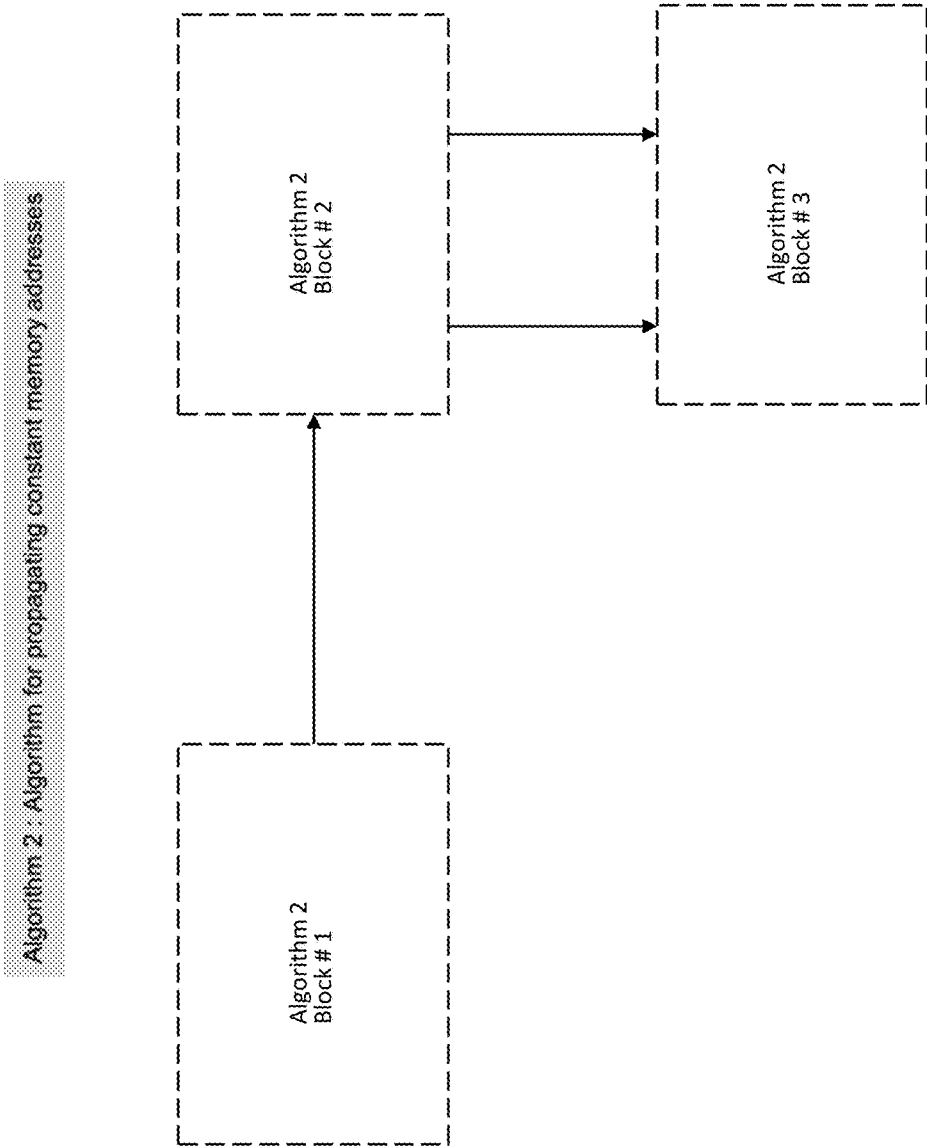 Algorithm 2 : Algorithm for propagating constant memory addresses
Algorithm 2
Block # 1
Algorithm 2
Block # 2
Algorithm 2
Block # 3